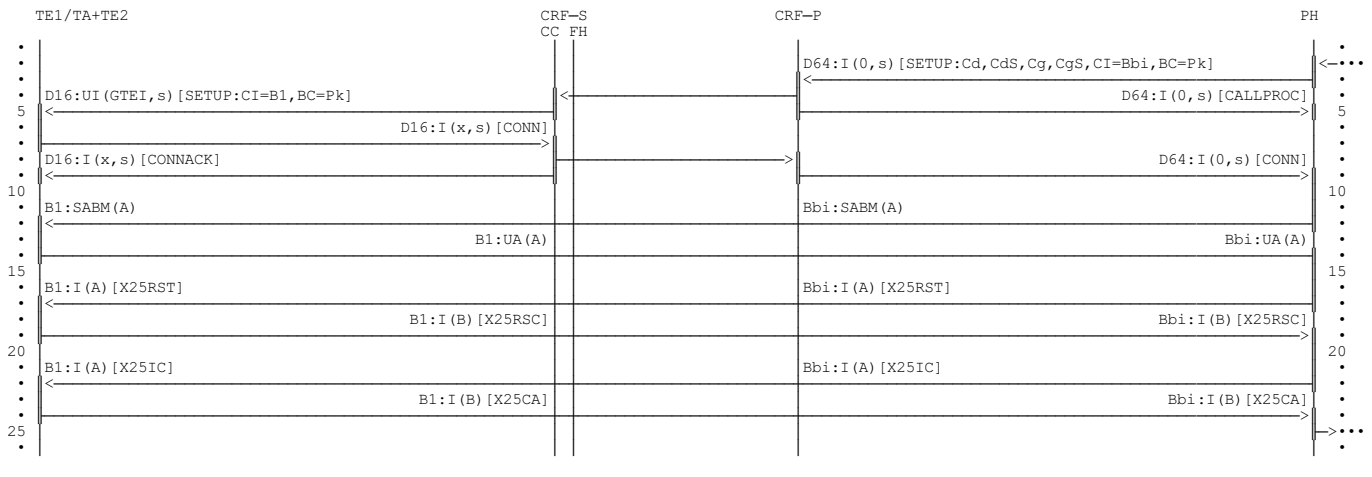 TE1/TA+TE2 CRF—S CRF—P PH
CC FH
D64:I(0,s)[SETUP:Cd,CdS,Cg,CgS,CI=Bbi,BC=Pk]
D16:UI(GTEI,s)[SETUP:CI=B1,BC=Pk] D64:I(0,s)[CALLPROC]
5 5
D16:I(x,s)[CONN]
D16:I(x,s)[CONNACK] D64:I(0,s)[CONN]
10 10
B1:SABM(A) Bbi:SABM(A)
B1:UA(A) Bbi:UA(A)
15 15
B1:I(A)[X25RST] Bbi:I(A)[X25RST]
B1:I(B)[X25RSC] Bbi:I(B)[X25RSC]
20 20
B1:I(A)[X25IC] Bbi:I(A)[X25IC]
B1:I(B)[X25CA] Bbi:I(B)[X25CA]
25 25